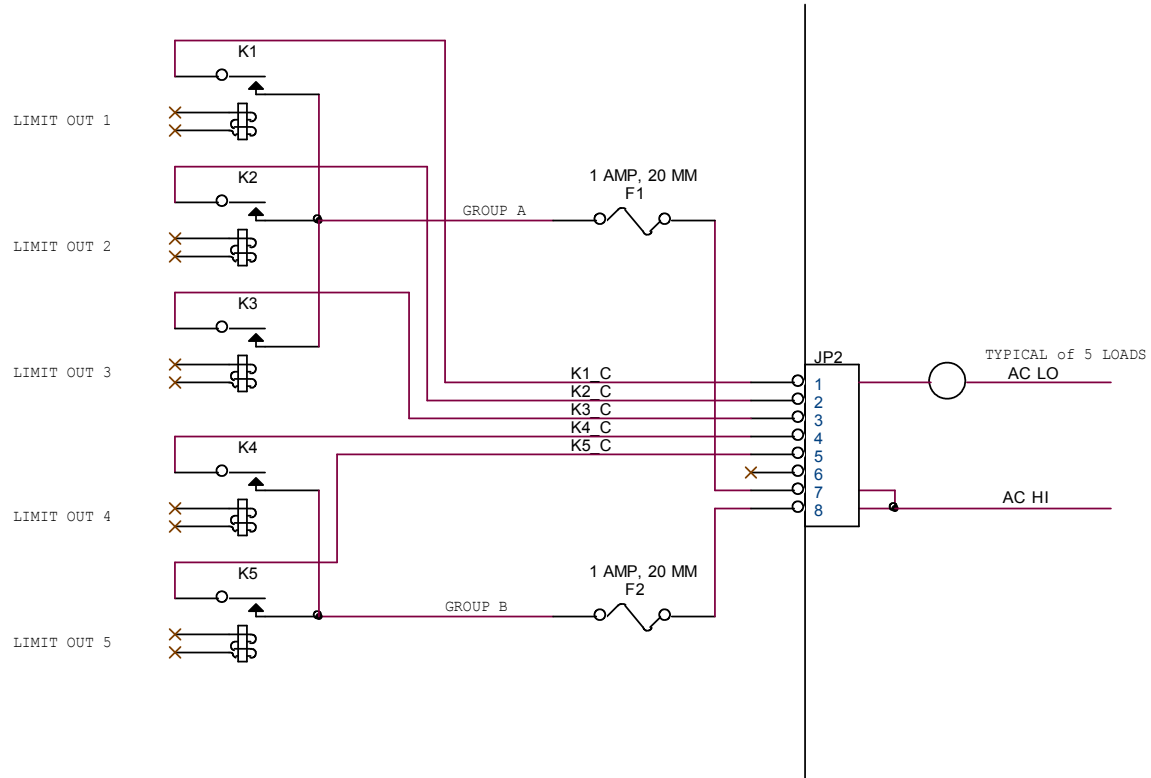 K1
LIMIT OUT 1
K2
LIMIT OUT 2
K3
LIMIT OUT 3
K4
LIMIT OUT 4
K5
LIMIT OUT 5
1 AMP, 20 MM
F1
GROUP A
K1_C
K2_C
K3_C
K4_C
K5_C
1 AMP, 20 MM
F2
GROUP B
JP2
1
2
3
4
5
6
7
8
TYPICAL of 5 LOADS
AC LO
AC HI